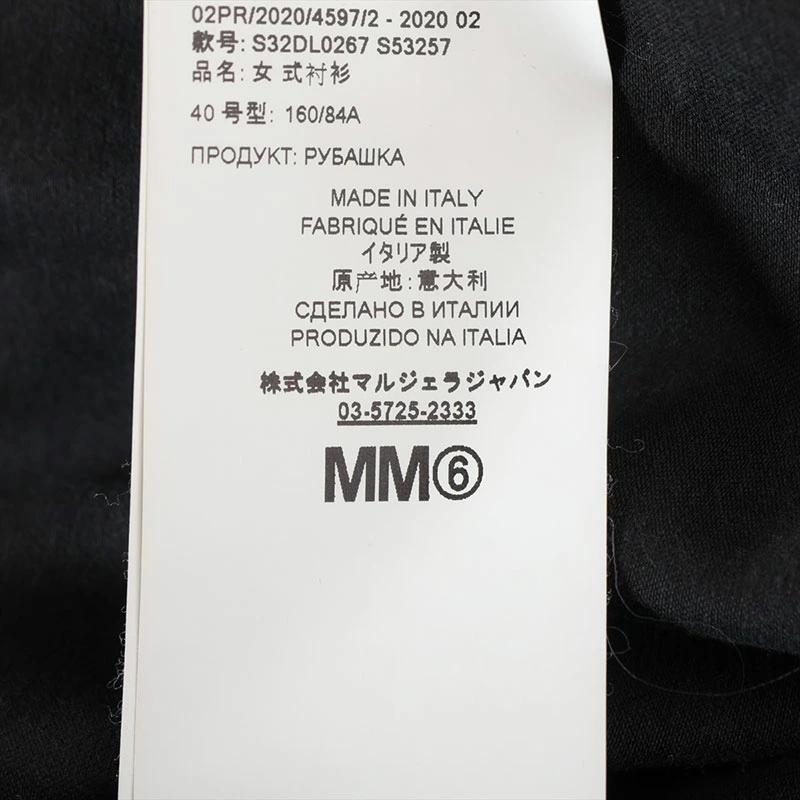 02PR/2020/4597/2 - 2020 02
款号: S32DL0267 S53257
品名: 女 式衬衫
40 号型: 160/84A
ПРОДУКТ: РУБАШКА
MADE IN ITALY
FABRIQUÉ EN ITALIE
イタリア製
原产地: 意大利
СДЕЛАНО В ИТАЛИИ
PRODUZIDO NA ITALIA
株式会社マルジェラジャパン
03-5725-2333
MM⑥